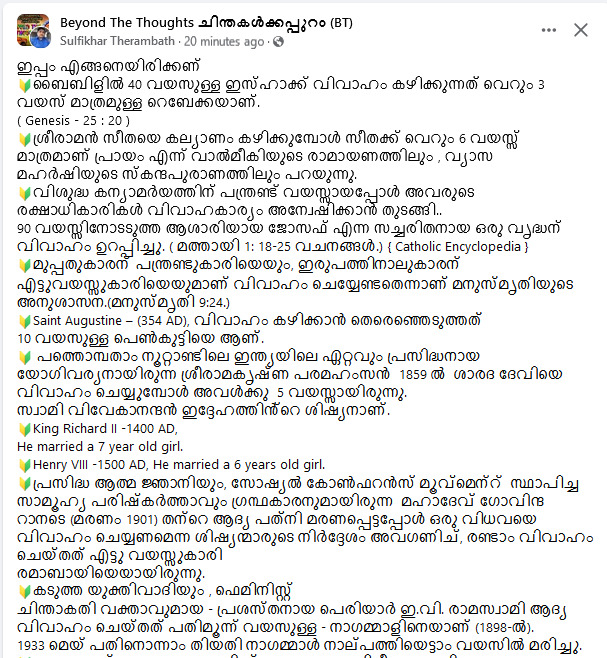 Beyond The Thoughts ചിന്തകൾക്കപ്പുറം (BT)
Sulfikhar Therambath · 20 minutes ago ·
ഇപ്പം എങ്ങനെയിരിക്കണ്
🔰ബൈബിളിൽ 40 വയസുള്ള ഇസ്ഹാക്ക് വിവാഹം കഴിക്കുന്നത് വെറും 3
വയസ് മാത്രമുള്ള റെബേക്കയാണ്.
( Genesis - 25 : 20 )
🔰ശ്രീരാമൻ സീതയെ കല്യാണം കഴിക്കുമ്പോൾ സീതക്ക് വെറും 6 വയസ്സ്
മാത്രമാണ് പ്രായം എന്ന് വാൽമീകിയുടെ രാമായണത്തിലും , വ്യാസ
മഹർഷിയുടെ സ്കന്ദപുരാണത്തിലും പറയുന്നു.
🔰വിശുദ്ധ കന്യാമർയത്തിന് പന്ത്രണ്ട് വയസ്സായപ്പോൾ അവരുടെ
രക്ഷാധികാരികൾ വിവാഹകാര്യം അന്വേഷിക്കാൻ തുടങ്ങി..
90 വയസ്സിനോടടുത്ത ആശാരിയായ ജോസഫ് എന്ന സച്ചരിതനായ ഒരു വൃദ്ധന്
വിവാഹം ഉറപ്പിച്ചു. ( മത്തായി 1: 18-25 വചനങ്ങൾ.) { Catholic Encyclopedia }
🔰മുപ്പതുകാരന് പന്ത്രണ്ടുകാരിയെയും, ഇരുപത്തിനാലുകാരന്
എട്ടുവയസ്സുകാരിയെയുമാണ് വിവാഹം ചെയ്യേണ്ടതെന്നാണ് മനുസ്മൃതിയുടെ
അനുശാസന.(മനുസ്മൃതി 9:24.)
🔰Saint Augustine – (354 AD), വിവാഹം കഴിക്കാൻ തെരെഞ്ഞെടുത്തത്
10 വയസുള്ള പെൺകുട്ടിയെ ആണ്.
🔰 പത്തൊമ്പതാം നൂറ്റാണ്ടിലെ ഇന്ത്യയിലെ ഏറ്റവും പ്രസിദ്ധനായ
യോഗിവര്യനായിരുന്ന ശ്രീരാമകൃഷ്ണ പരമഹംസൻ 1859 ൽ ശാരദ ദേവിയെ
വിവാഹം ചെയ്യുമ്പോൾ അവൾക്കു 5 വയസ്സായിരുന്നു.
സ്വാമി വിവേകാനന്ദൻ ഇദ്ദേഹത്തിൻ്റെ ശിഷ്യനാണ്.
🔰King Richard II -1400 AD,
He married a 7 year old girl.
🔰Henry VIII -1500 AD, He married a 6 years old girl.
🔰പ്രസിദ്ധ ആത്മ ജ്ഞാനിയും, സോഷ്യൽ കോൺഫറൻസ് മൂവ്മെന്റ് സ്ഥാപിച്ച
സാമൂഹ്യ പരിഷ്കർത്താവും ഗ്രന്ഥകാരനുമായിരുന്ന മഹാദേവ് ഗോവിന്ദ
റാനടെ (മരണം 1901) തന്റെ ആദ്യ പത്നി മരണപ്പെട്ടപ്പോൾ ഒരു വിധവയെ
വിവാഹം ചെയ്യണമെന്ന ശിഷ്യന്മാരുടെ നിർദ്ദേശം അവഗണിച്, രണ്ടാം വിവാഹം
ചെയ്തത് എട്ടു വയസ്സുകാരി
രമാബായിയെയായിരുന്നു.
🔰കടുത്ത യുക്തിവാദിയും , ഫെമിനിസ്റ്റ്
ചിന്താകതി വക്താവുമായ - പ്രശസ്തനായ പെരിയാർ ഇ.വി. രാമസ്വാമി ആദ്യ
വിവാഹം ചെയ്തത് പതിമൂന്ന് വയസുള്ള - നാഗമ്മാളിനെയാണ് (1898-ൽ).
1933 മെയ് പതിനൊന്നാം തിയതി നാഗമ്മാൾ നാല്പത്തിയെട്ടാം വയസിൽ മരിച്ചു.